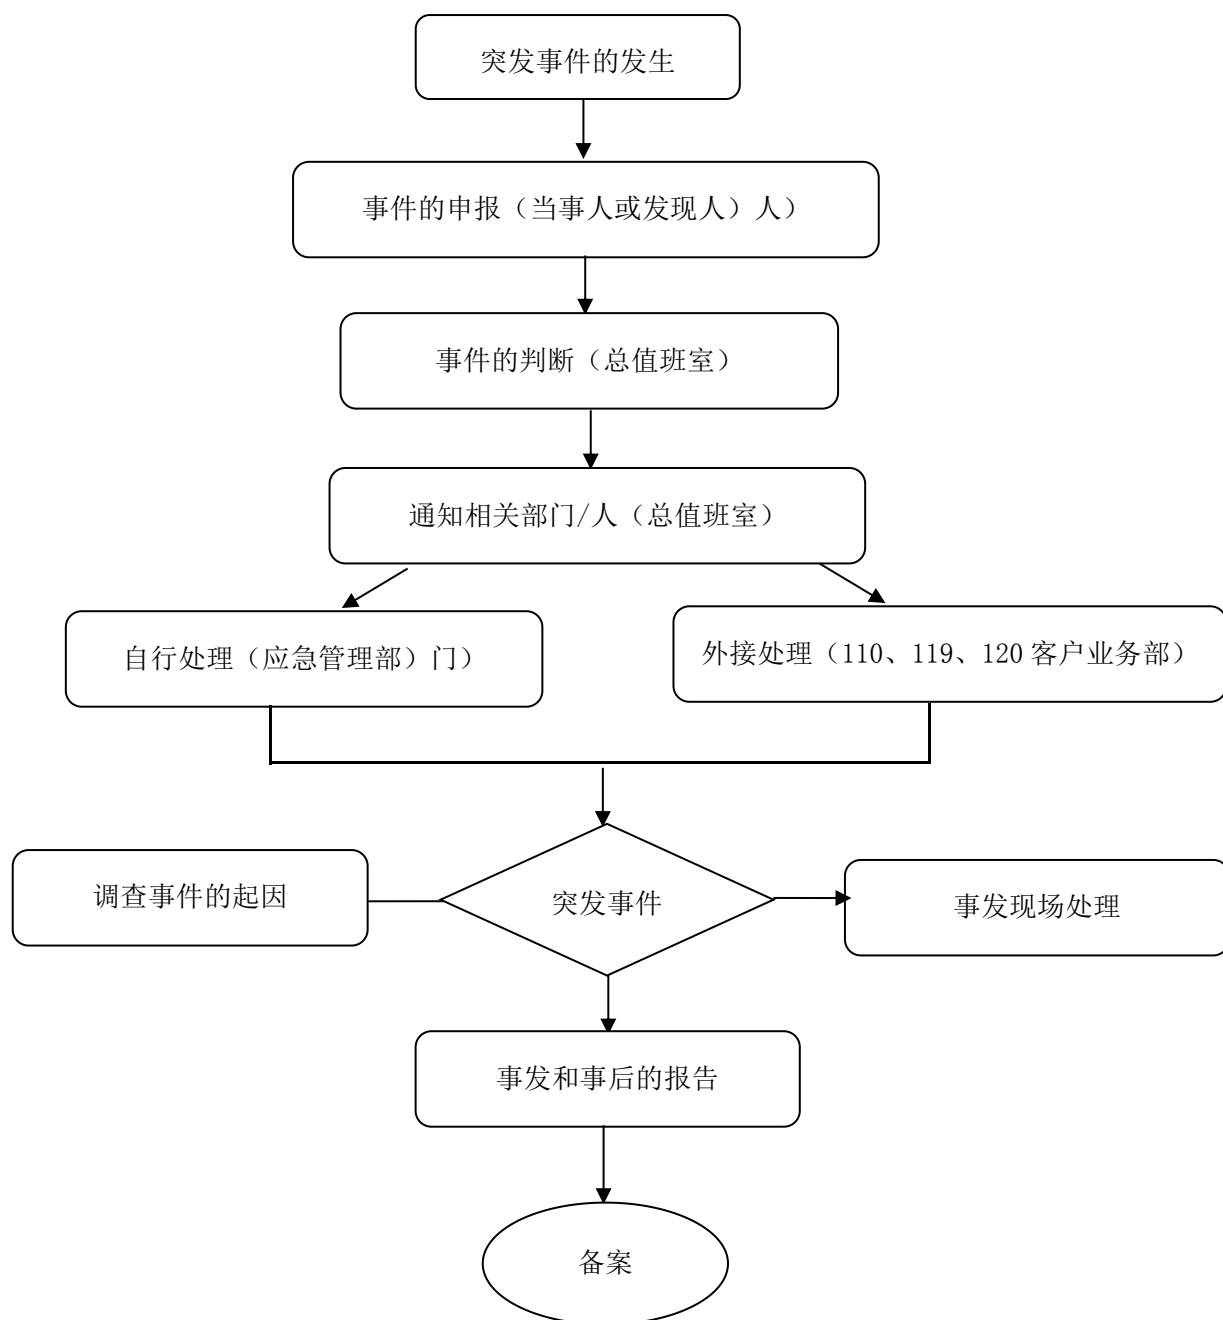 突发事件的发生
事件的申报（当事人或发现人）人）
事件的判断（总值班室）
通知相关部门/人（总值班室）
自行处理（应急管理部）门）
外接处理（110、119、120 客户业务部）
调查事件的起因
突发事件
事发现场处理
事发和事后的报告
备案